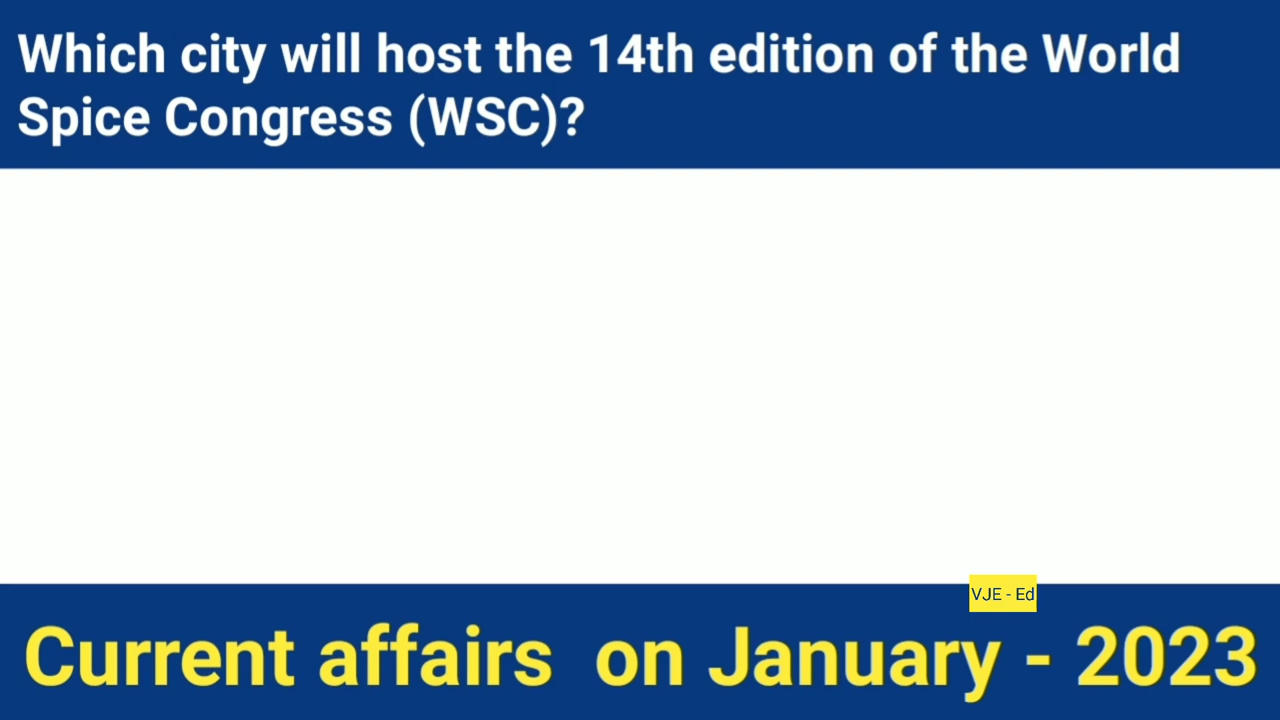 Which city will host the 14th edition of the World
Spice Congress (WSC)?
VJE - Ed
Current affairs on January - 2023